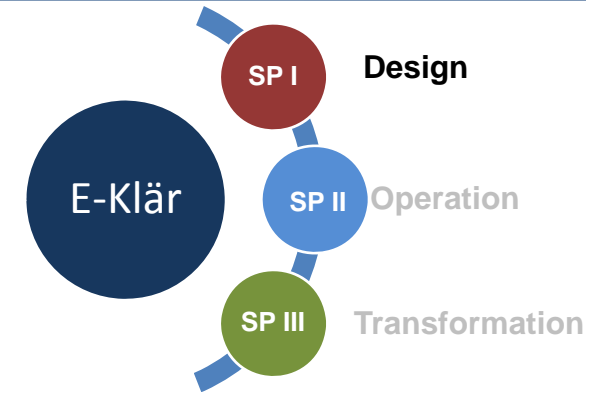 SP I
Design
E-Klär
SP II
Operation
SP III
Transformation